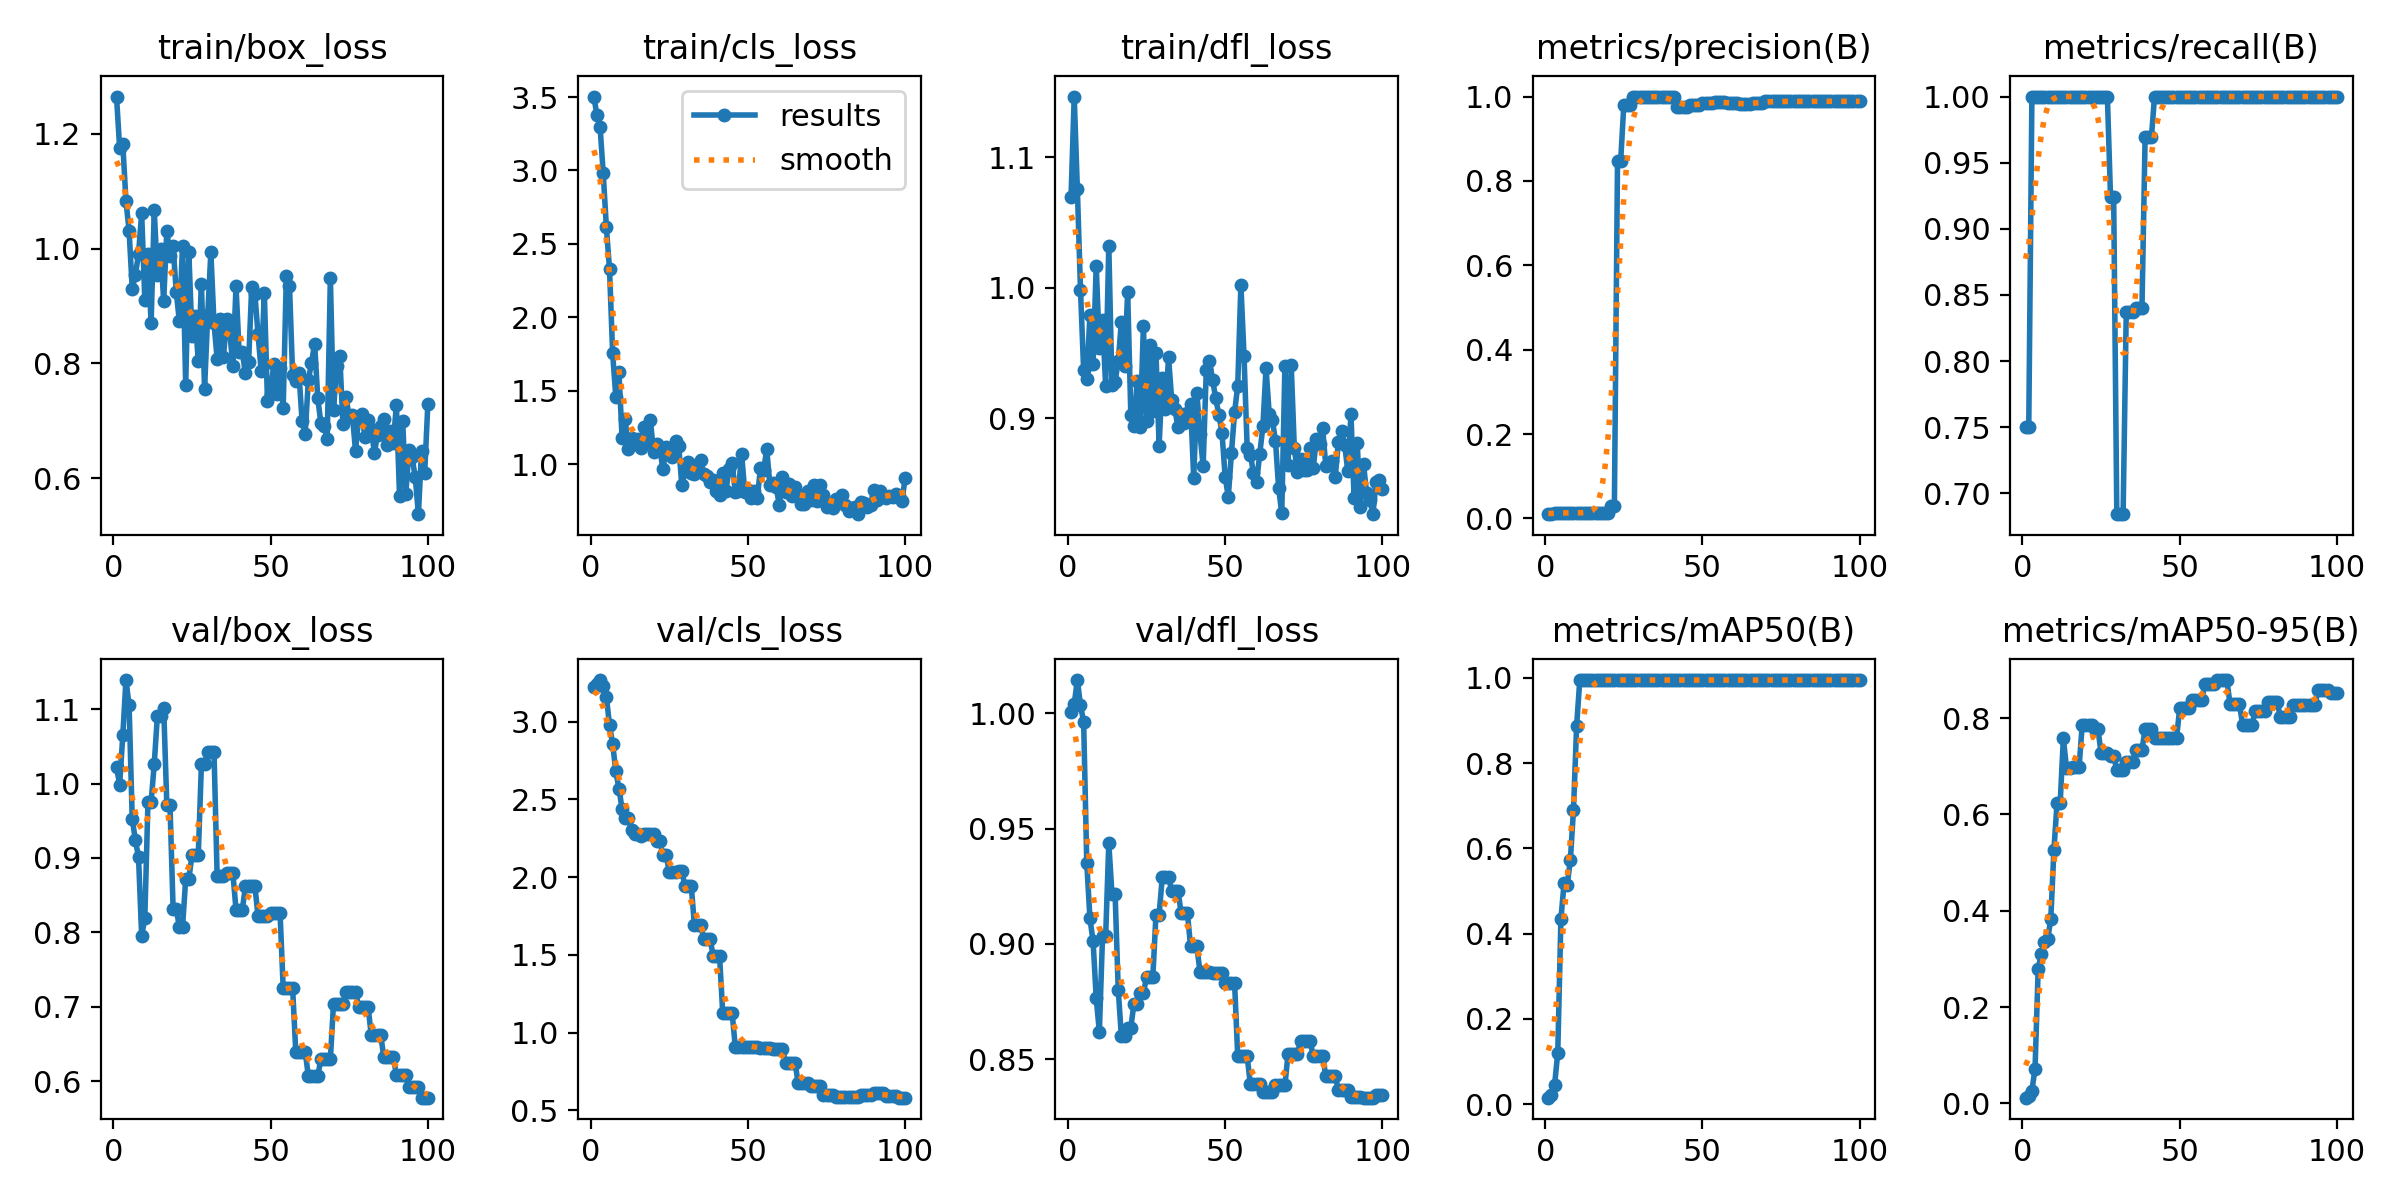 train/box_loss
1.2
1.0
0.8
0.6
0 50 100
train/cls_loss
results
smooth
3.5
3.0
2.5
2.0
1.5
1.0
0 50 100
train/dfl_loss
1.1
1.0
0.9
0 50 100
metrics/precision(B)
1.0
0.8
0.6
0.4
0.2
0.0
0 50 100
metrics/recall(B)
1.00
0.95
0.90
0.85
0.80
0.75
0.70
0 50 100
val/box_loss
1.1
1.0
0.9
0.8
0.7
0.6
0 50 100
val/cls_loss
3.0
2.5
2.0
1.5
1.0
0.5
0 50 100
val/dfl_loss
1.00
0.95
0.90
0.85
0 50 100
metrics/mAP50(B)
1.0
0.8
0.6
0.4
0.2
0.0
0 50 100
metrics/mAP50-95(B)
0.8
0.6
0.4
0.2
0.0
0 50 100